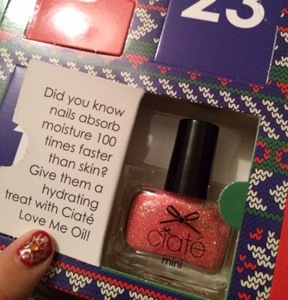 23
Did you know
nails absorb
moisture 100
times faster
than skin?
Give them a
hydrating
treat with Ciaté
Love Me Oil!
ciaté
mini